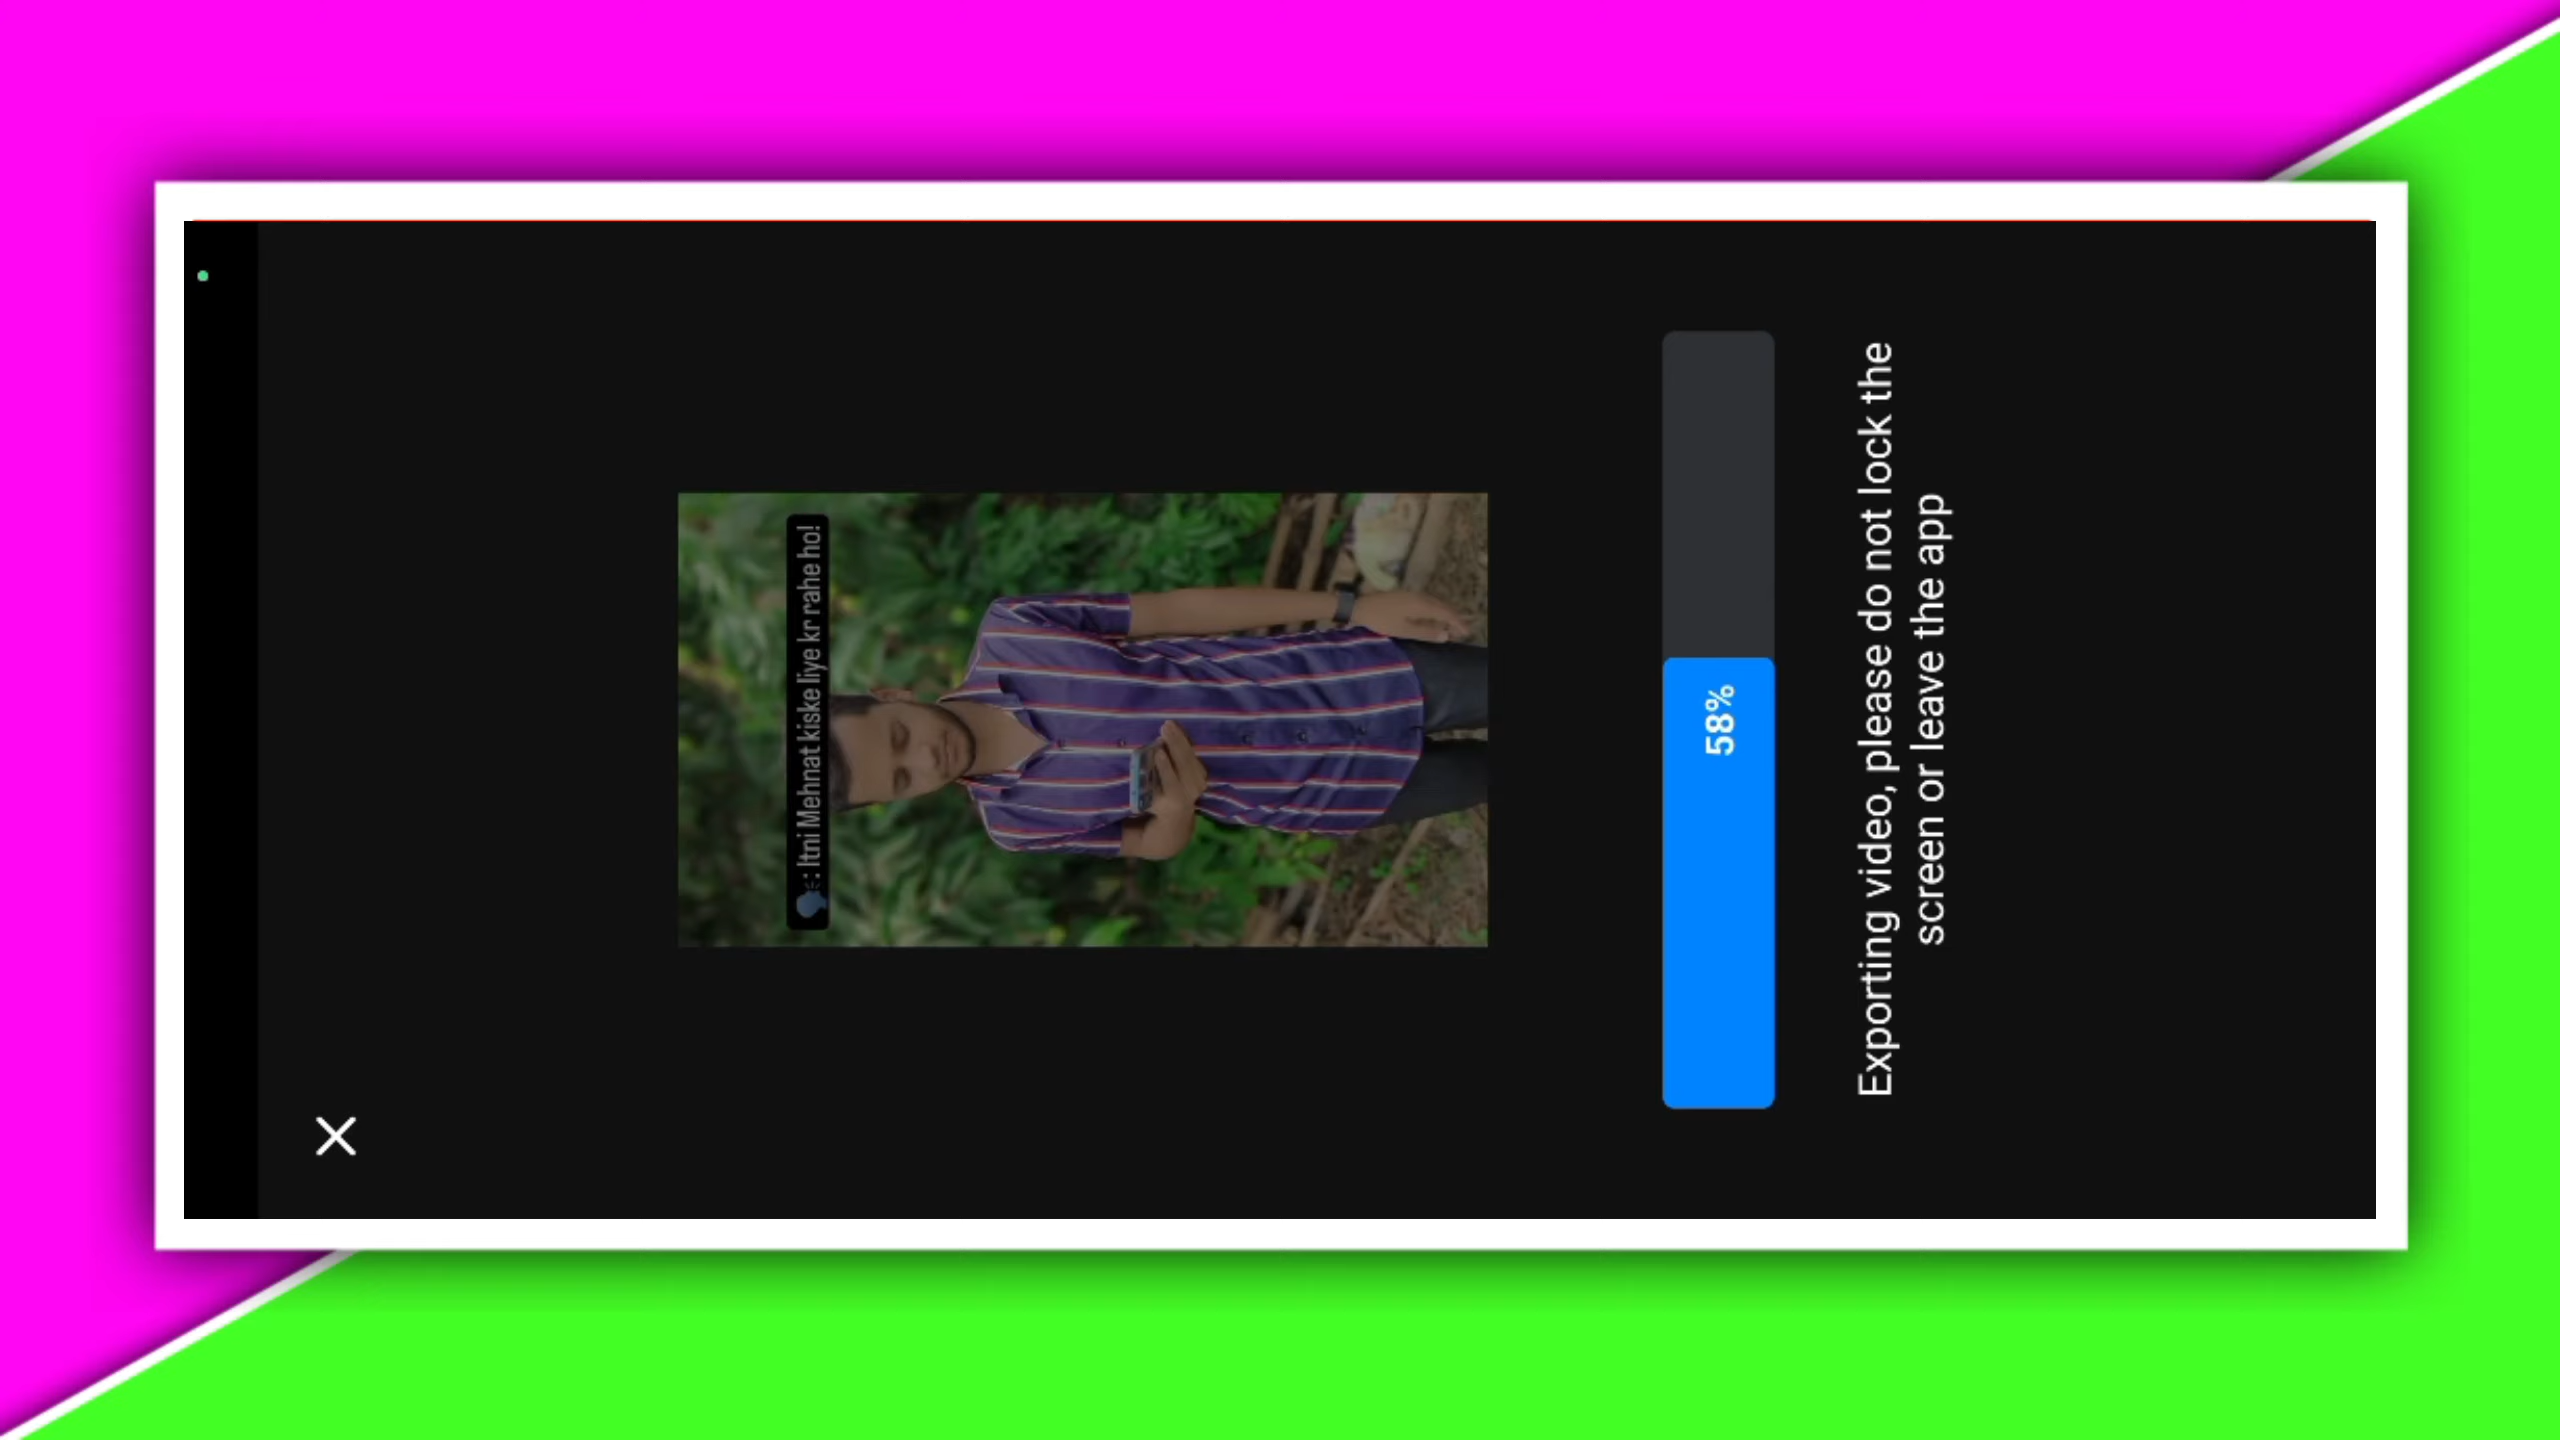 : Itni Mehnat kiske liye kr rahe ho!
58%
Exporting video, please do not lock the
screen or leave the app